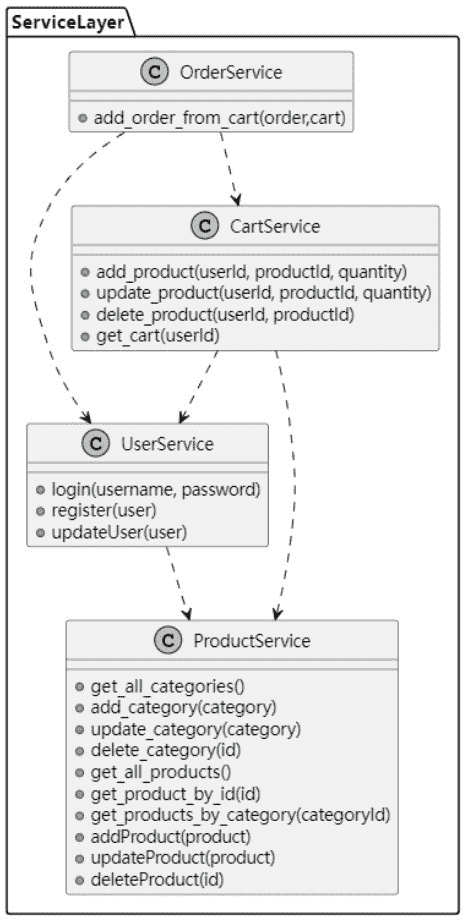 ServiceLayer
C OrderService
add_order_from_cart(order,cart)
C CartService
add_product(userId, productId, quantity)
update_product(userId, productId, quantity)
delete_product(userId, productId)
get_cart(userId)
C UserService
login(username, password)
register(user)
updateUser(user)
C ProductService
get_all_categories()
add_category(category)
update_category(category)
delete_category(id)
get_all_products()
get_product_by_id(id)
get_products_by_category(categoryId)
addProduct(product)
updateProduct(product)
deleteProduct(id)